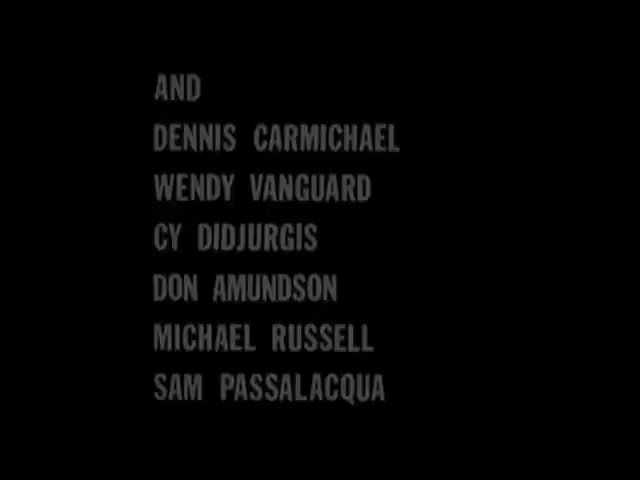 AND
DENNIS CARMICHAEL
WENDY VANGUARD
CY DIDJURGIS
DON AMUNDSON
MICHAEL RUSSELL
SAM PASSALACQUA